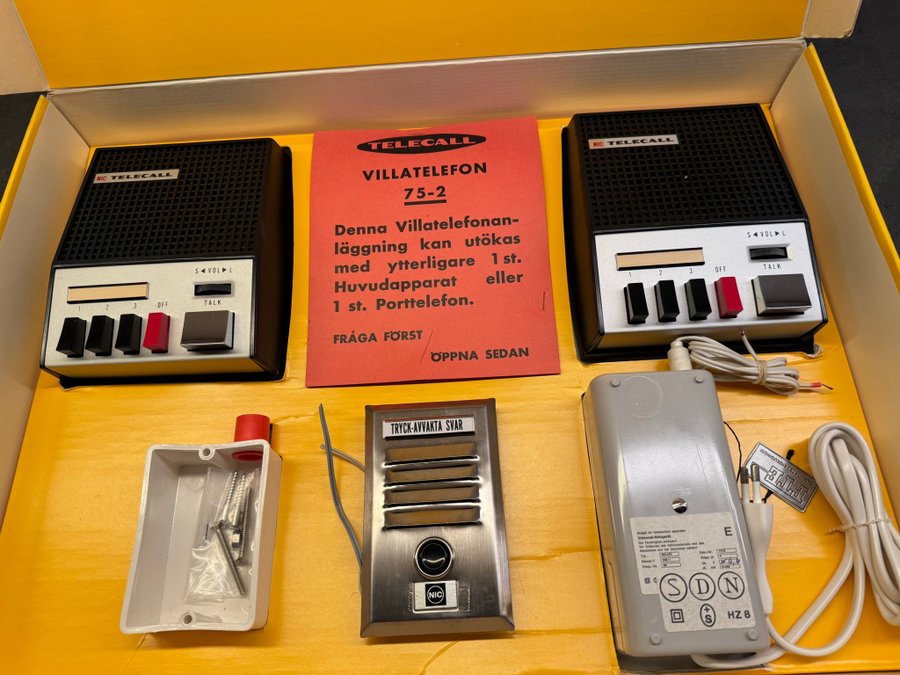 NIC TELECALL
S ◄ VOL ► L
1 2 3 OFF
TALK
TELECALL
VILLATELEFON
75-2
Denna Villatelefonan-
läggning kan utökas
med ytterligare 1 st.
Huvudapparat eller
1 st. Porttelefon.
FRÅGA FÖRST
ÖPPNA SEDAN
NIC TELECALL
S ◄ VOL ► L
1 2 3 OFF
TALK
TRYCK-AVVAKTA SVAR
NIC
E
Universal-Netzgerät
S D N
+S
HZ 8